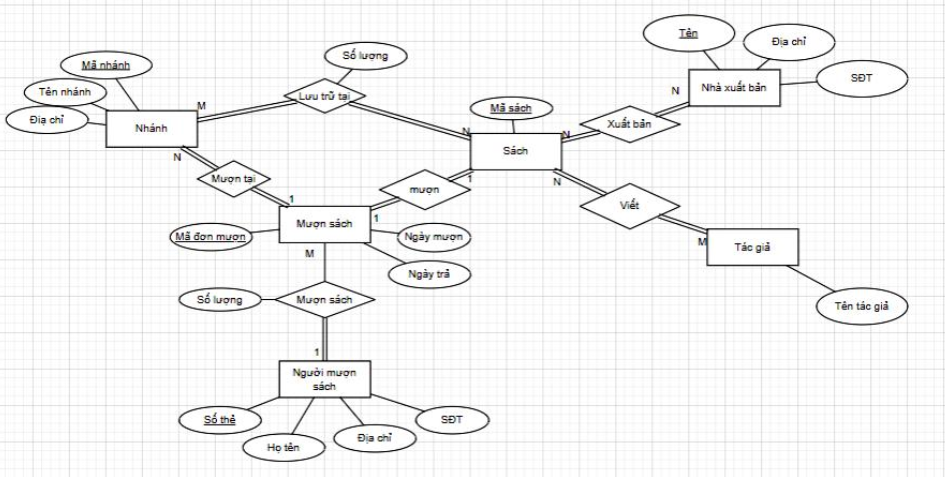 Tên
Địa chỉ
Số lượng
Mã nhánh
SĐT
Tên nhánh
Nhà xuất bản
N
Lưu trữ tại
M
Địa chỉ
Mã sách
Nhánh
Xuất bản
N
N
Sách
N
Mượn tại
1
N
mượn
Viết
1
1
Mượn sách
Mã đơn mượn
Ngày mượn
M
Tác giả
M
Ngày trả
Số lượng
Mượn sách
Tên tác giả
1
Người mượn
sách
Số thẻ
SĐT
Họ tên
Địa chỉ